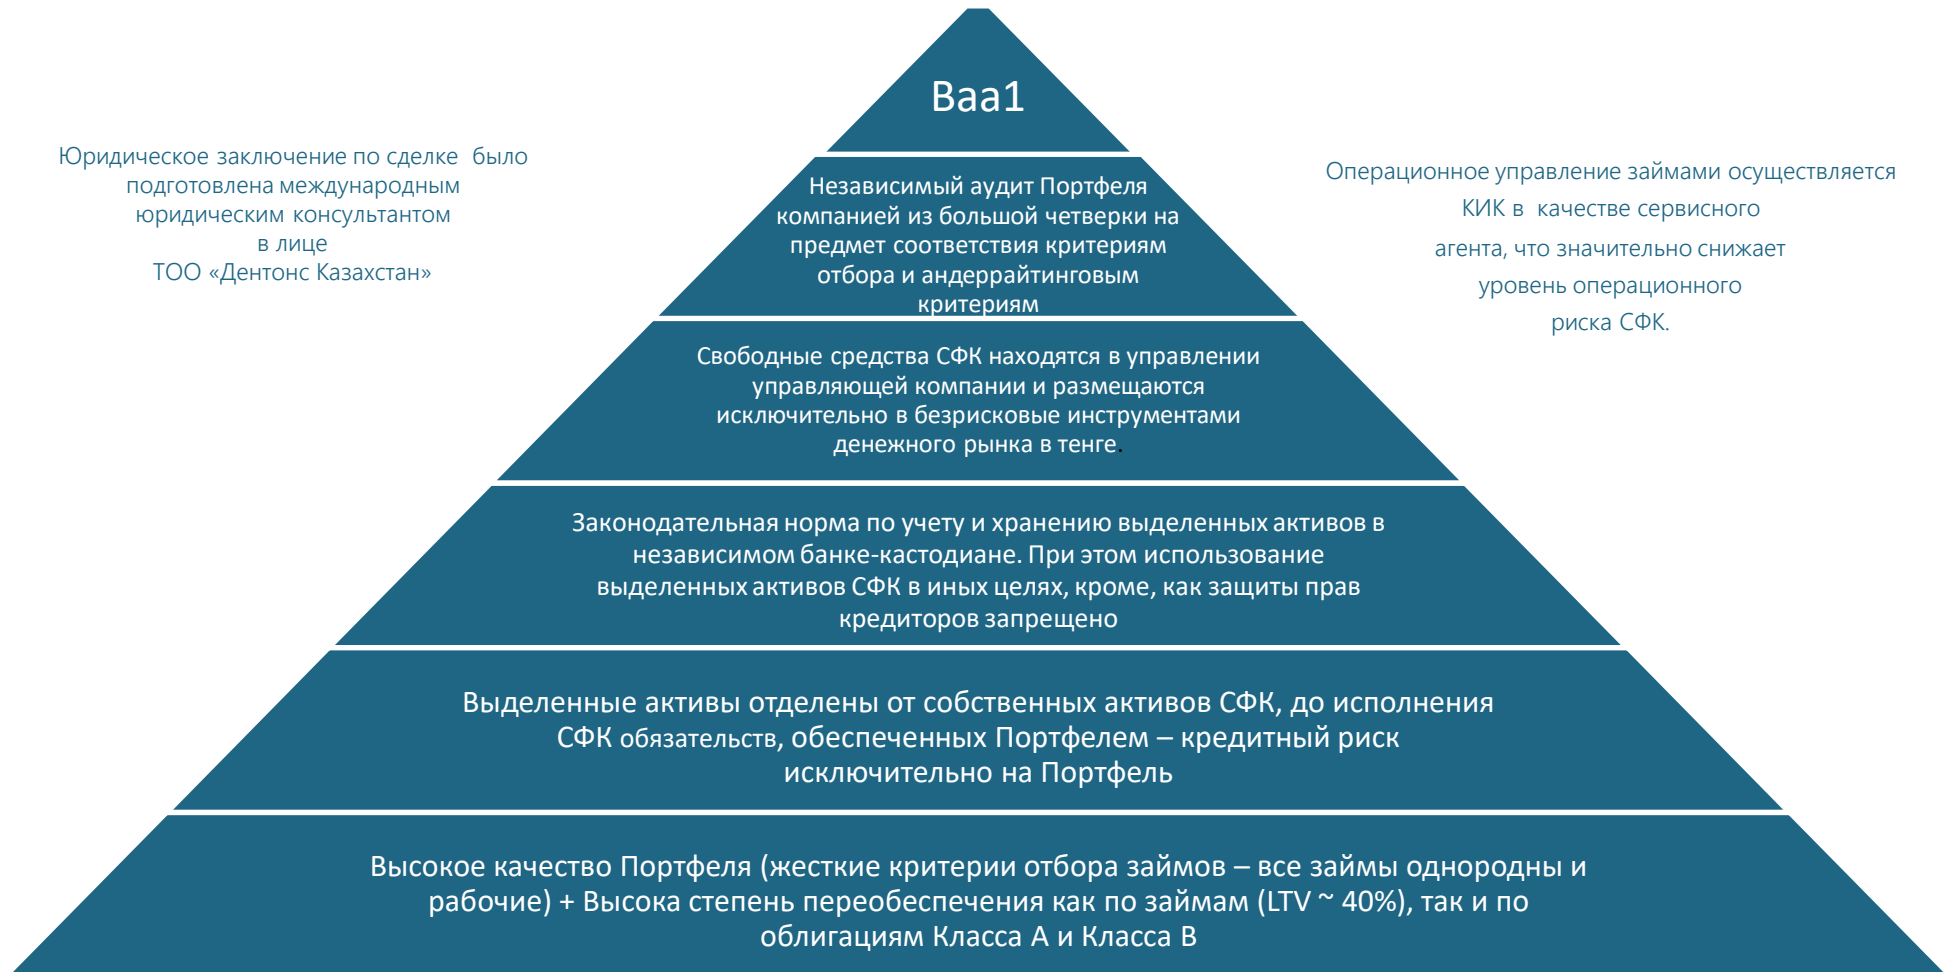 Baa1
Юридическое заключение по сделке было
подготовлена международным
юридическим консультантом
в лице
ТОО «Дентонс Казахстан»
Операционное управление займами осуществляется
КИК в качестве сервисного
агента, что значительно снижает
уровень операционного
риска СФК.
Независимый аудит Портфеля
компанией из большой четверки на
предмет соответствия критериям
отбора и андеррайтинговым
критериям
Свободные средства СФК находятся в управлении
управляющей компании и размещаются
исключительно в безрисковые инструментами
денежного рынка в тенге.
Законодательная норма по учету и хранению выделенных активов в
независимом банке-кастодиане. При этом использование
выделенных активов СФК в иных целях, кроме, как защиты прав
кредиторов запрещено
Выделенные активы отделены от собственных активов СФК, до исполнения
СФК обязательств, обеспеченных Портфелем – кредитный риск
исключительно на Портфель
Высокое качество Портфеля (жесткие критерии отбора займов – все займы однородны и
рабочие) + Высока степень переобеспечения как по займам (LTV ~ 40%), так и по
облигациям Класса А и Класса В